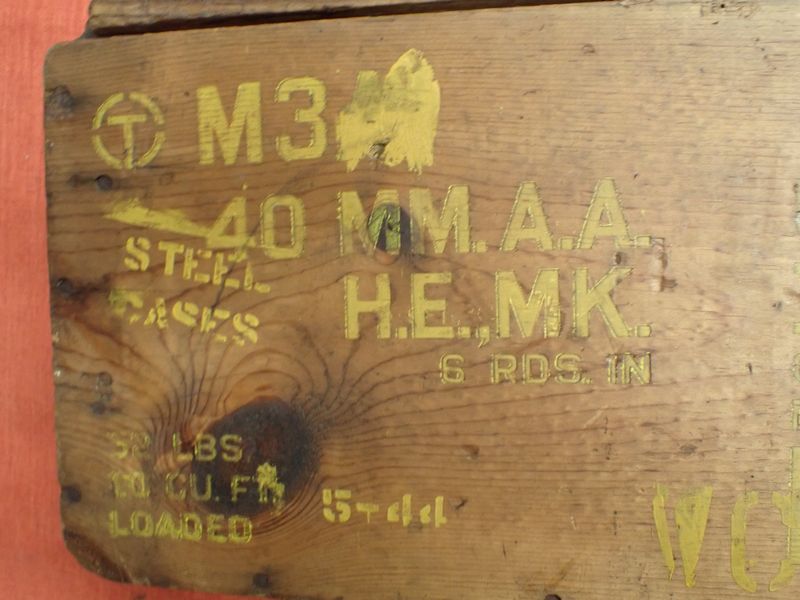 T M3
40 MM. A.A.
STEEL
CASES
H.E., MK.
6 RDS. IN
LBS
CU. FT.
LOADED
5-44